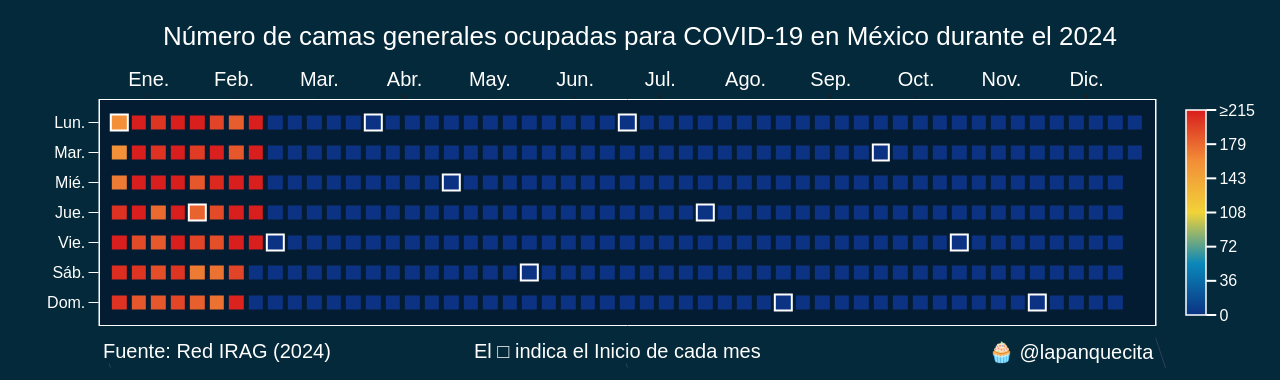 Número de camas generales ocupadas para COVID-19 en México durante el 2024
Ene. Feb. Mar. Abr. May. Jun. Jul. Ago. Sep. Oct. Nov. Dic.
Lun.
Mar.
Mié.
Jue.
Vie.
Sáb.
Dom.
≥215
179
143
108
72
36
0
Fuente: Red IRAG (2024) El □ indica el Inicio de cada mes 🧁 @lapanquecita